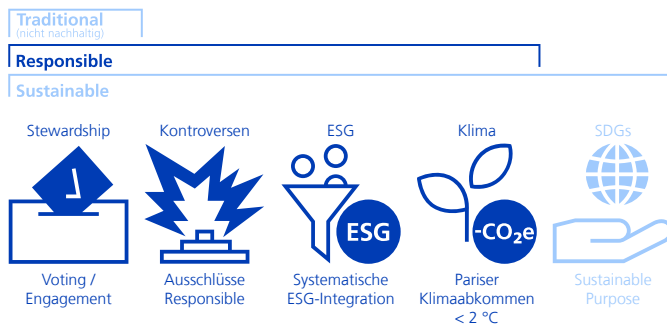 Traditional
(nicht nachhaltig)
Responsible
Sustainable
Stewardship
Kontroversen
ESG
Klima
SDGs
ESG
-CO₂e
Voting /
Engagement
Ausschlüsse
Responsible
Systematische
ESG-Integration
Pariser
Klimaabkommen
< 2 °C
Sustainable
Purpose